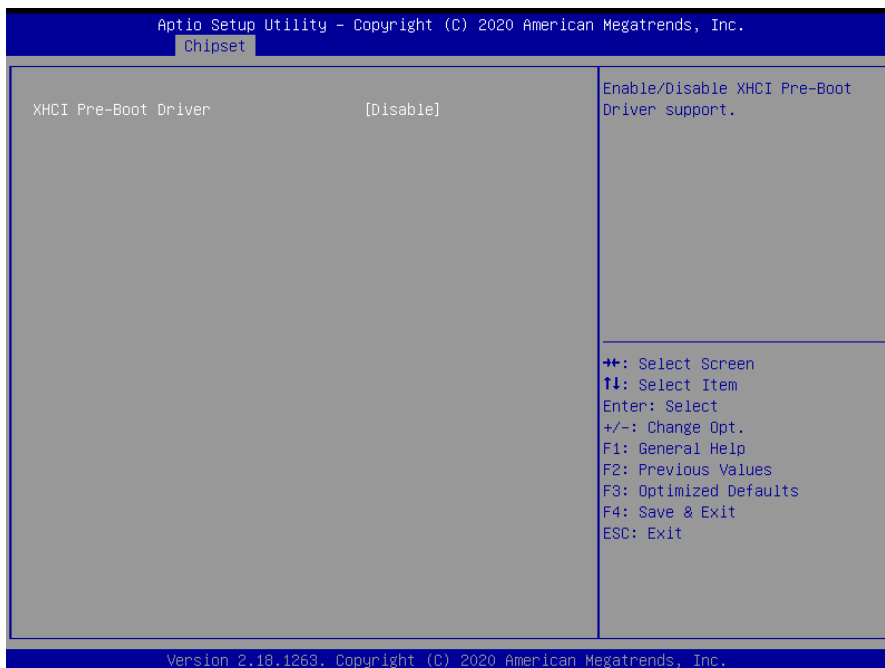 Aptio Setup Utility – Copyright (C) 2020 American Megatrends, Inc.
Chipset
XHCI Pre-Boot Driver [Disable]
Enable/Disable XHCI Pre-Boot
Driver support.
→←: Select Screen
↑↓: Select Item
Enter: Select
+/-: Change Opt.
F1: General Help
F2: Previous Values
F3: Optimized Defaults
F4: Save & Exit
ESC: Exit
Version 2.18.1263. Copyright (C) 2020 American Megatrends, Inc.